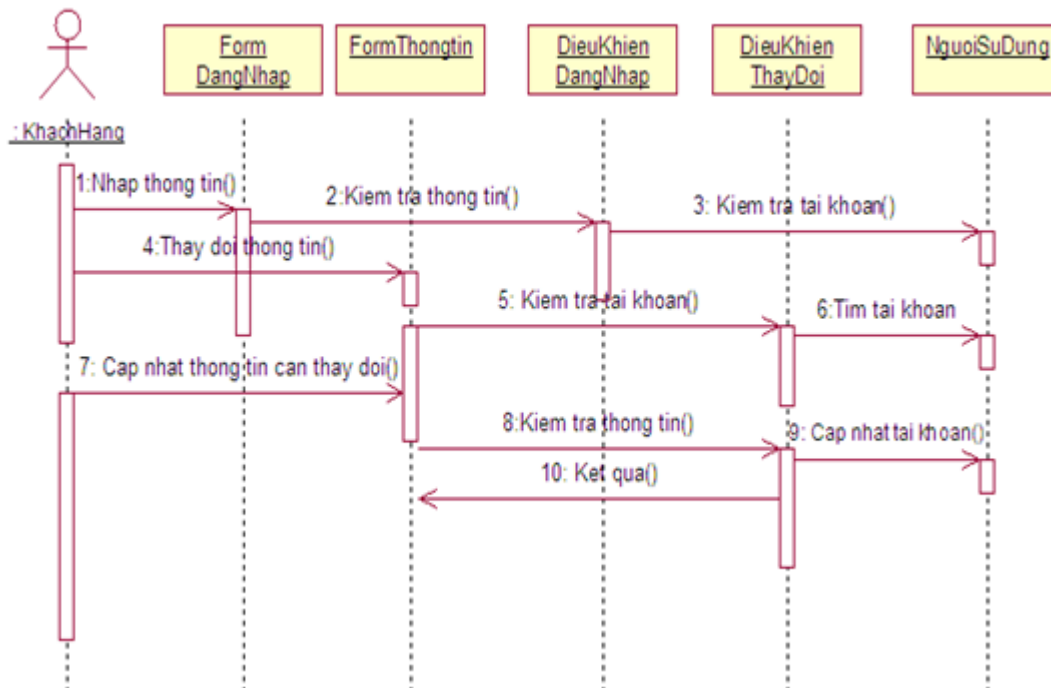 Form
DangNhap
FormThongtin
DieuKhien
DangNhap
DieuKhien
ThayDoi
NguoiSuDung
: KhachHang
1:Nhap thong tin()
2:Kiem tra thong tin()
3: Kiem tra tai khoan()
4:Thay doi thong tin()
5: Kiem tra tai khoan()
6:Tim tai khoan
7: Cap nhat thong tin can thay doi()
8:Kiem tra thong tin()
9: Cap nhat tai khoan()
10: Ket qua()